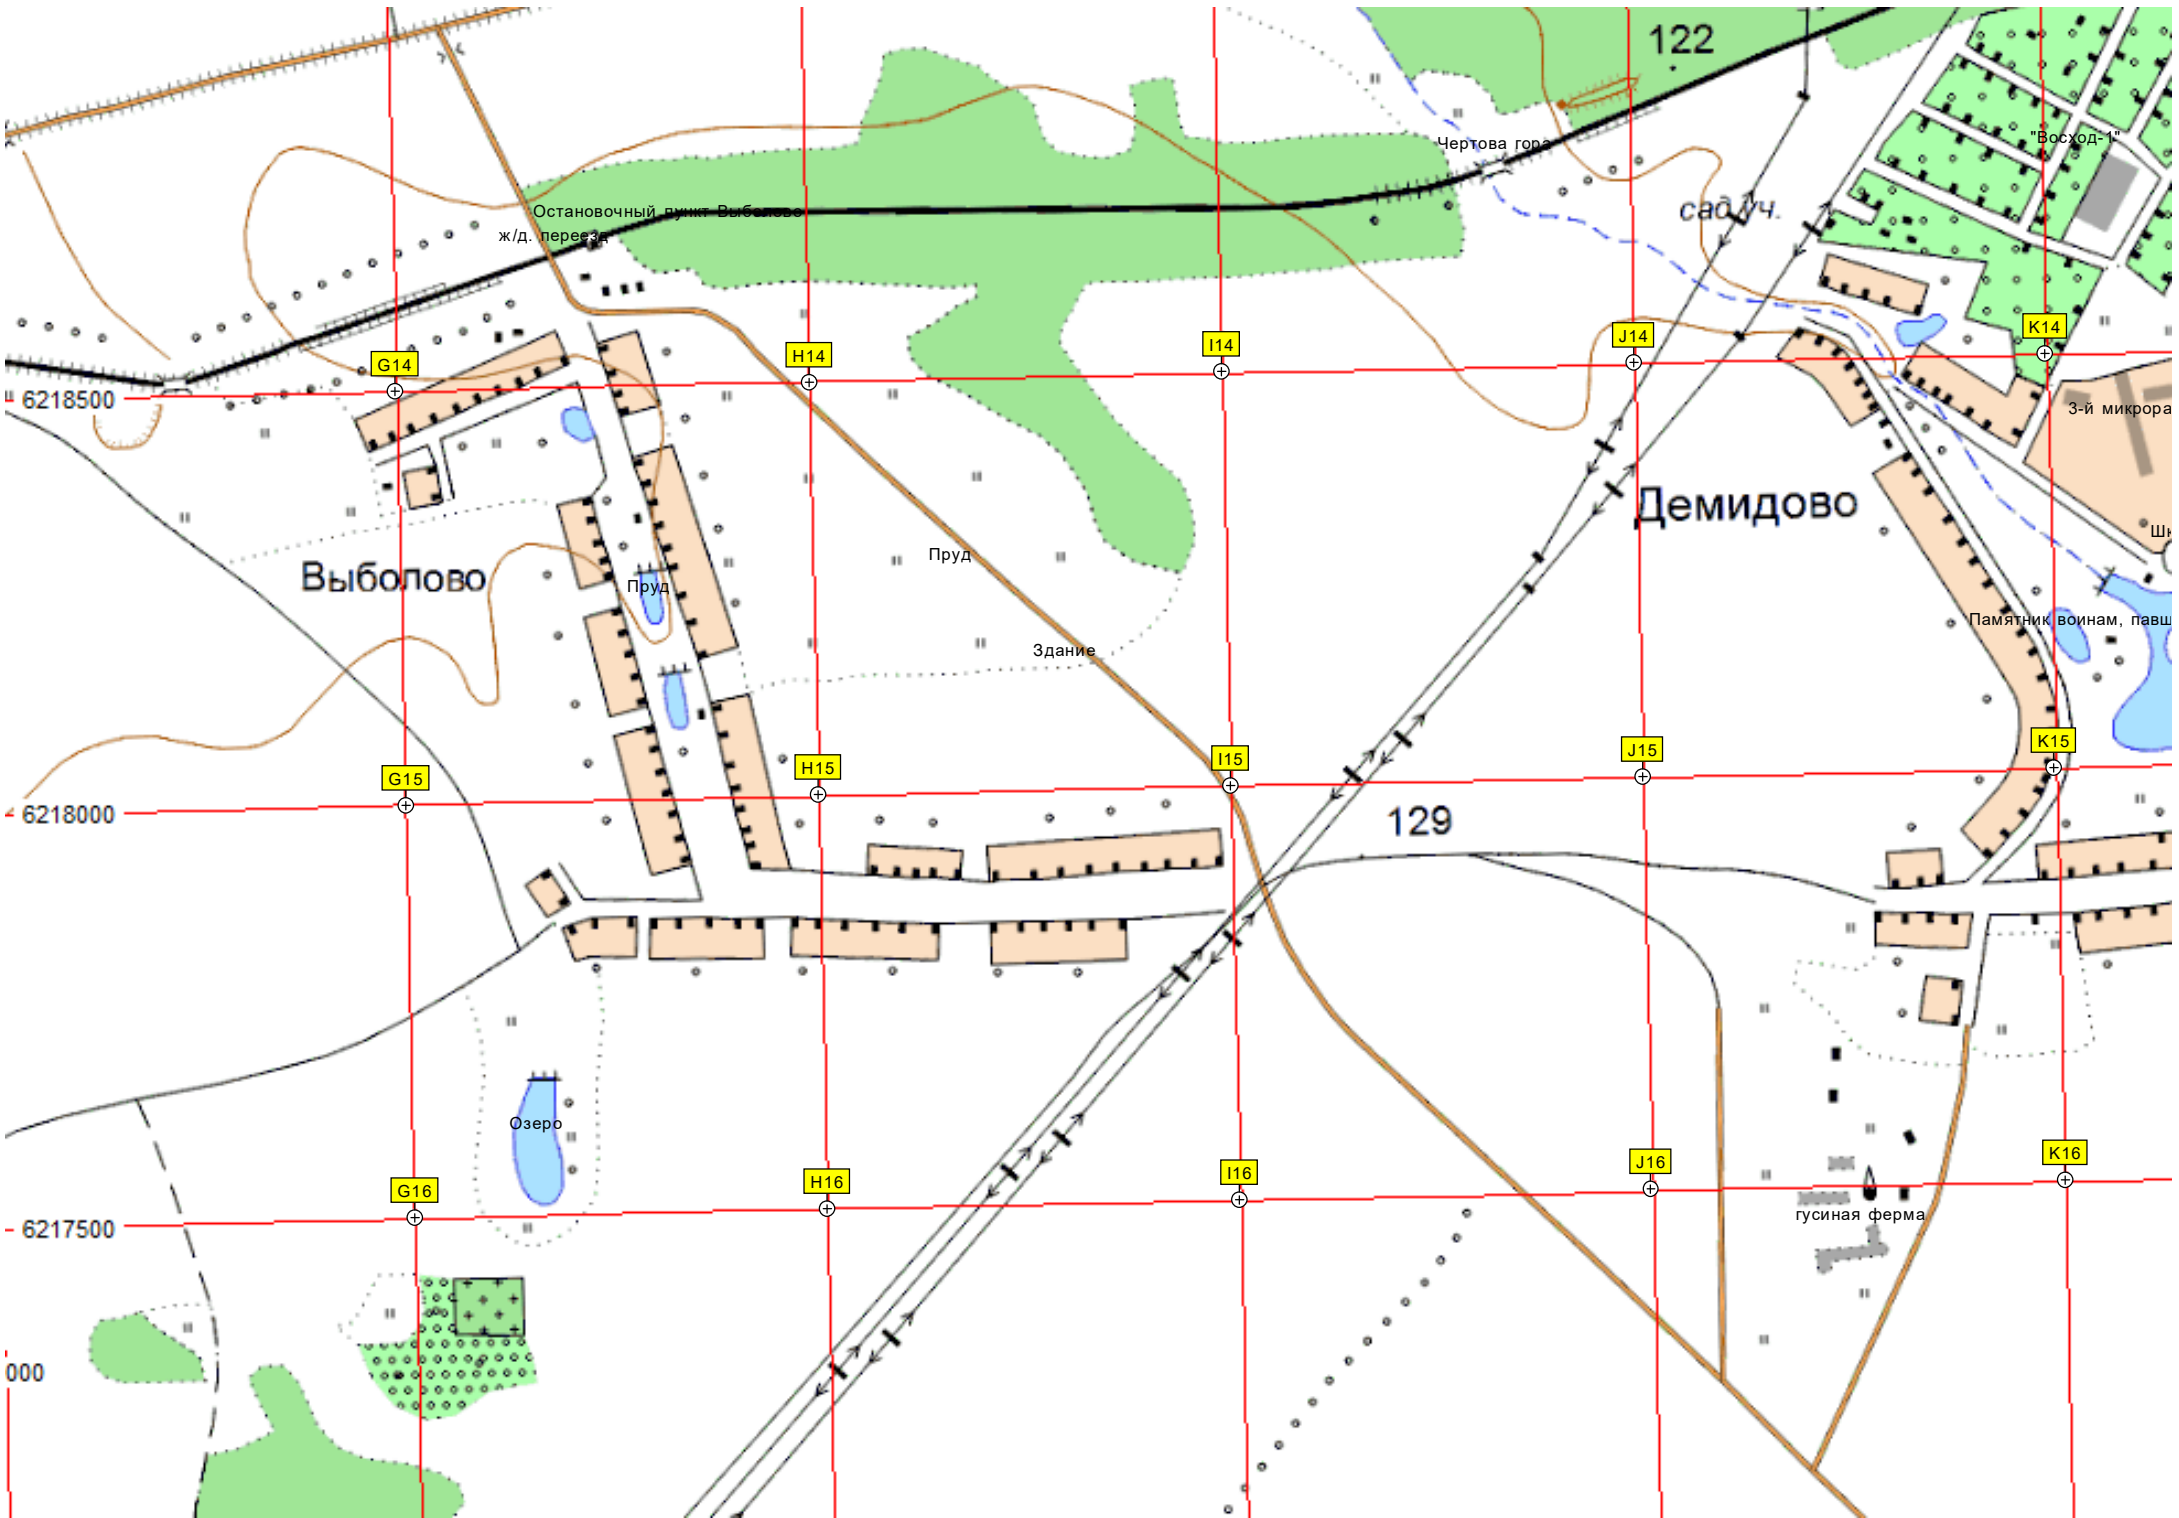 122
"Восход-1"
Чертова гора
сад.уч.
Остановочный пункт Выболово
ж/д. переезд
G14
H14
I14
J14
K14
6218500
3-й микрора
Демидово
Шк
Выболово
Пруд
Пруд
Здание
Памятник воинам, павш
G15
H15
I15
J15
K15
6218000
129
Озеро
G16
H16
I16
J16
K16
гусиная ферма
6217500
000